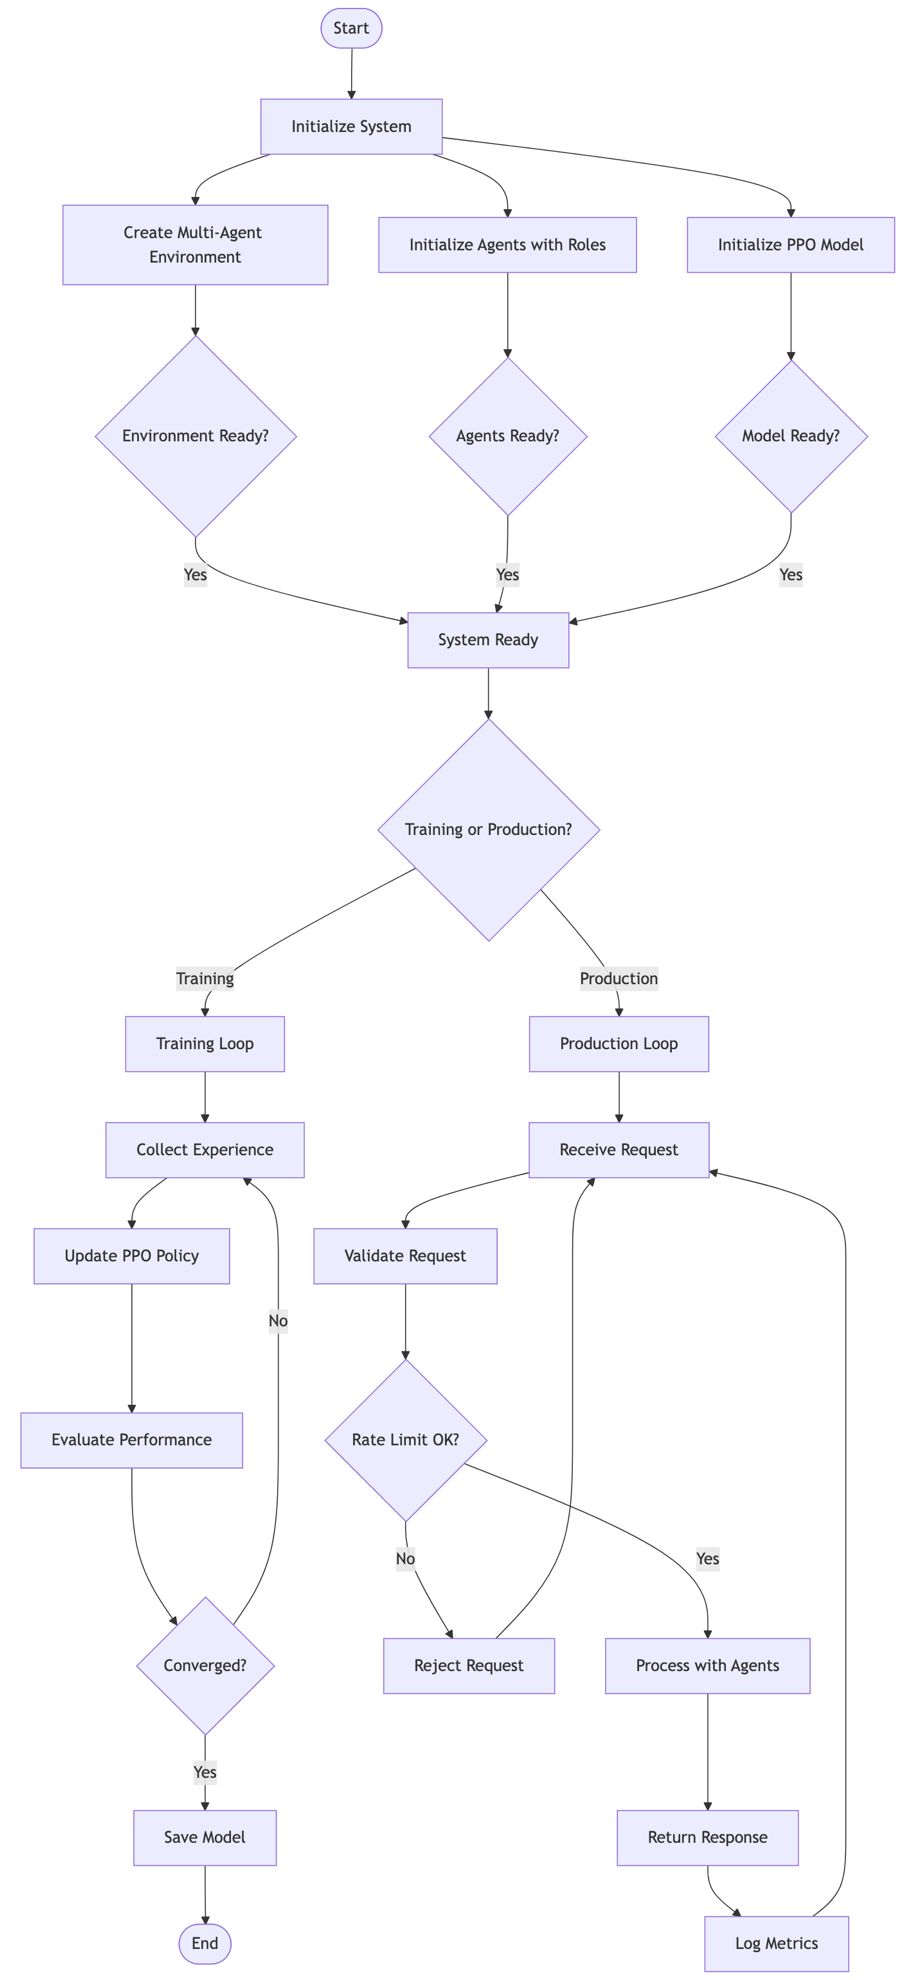 Start
Initialize System
Create Multi-Agent
Environment
Initialize Agents with Roles
Initialize PPO Model
Environment Ready?
Agents Ready?
Model Ready?
Yes
Yes
Yes
System Ready
Training or Production?
Training
Production
Training Loop
Production Loop
Collect Experience
Receive Request
Update PPO Policy
Validate Request
No
Evaluate Performance
Rate Limit OK?
No
Yes
Converged?
Reject Request
Process with Agents
Yes
Save Model
Return Response
End
Log Metrics